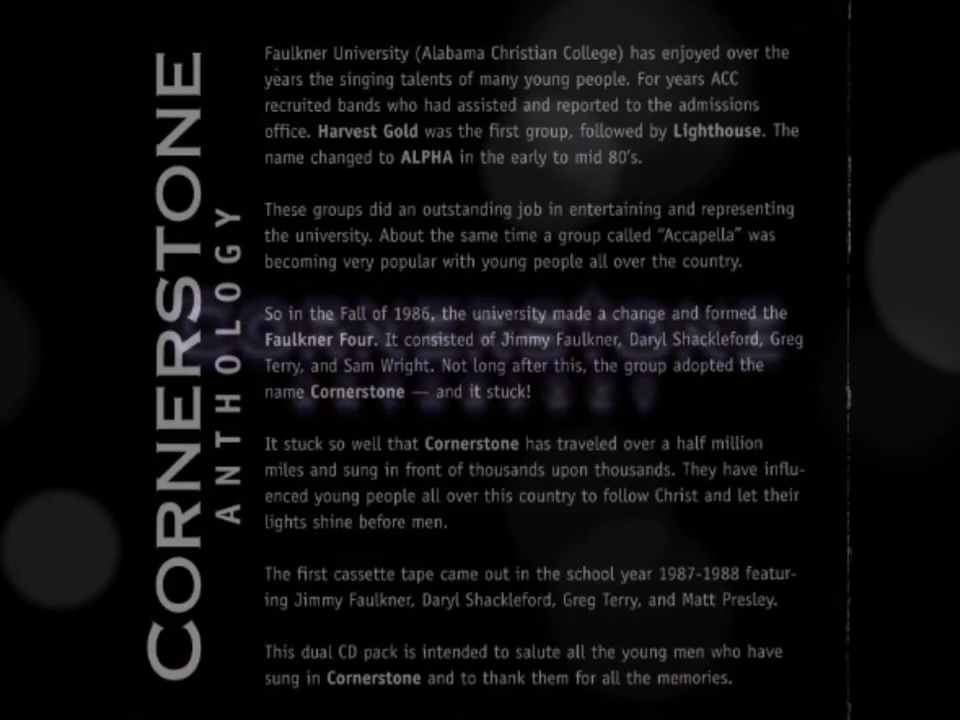 CORNERSTONE
ANTHOLOGY
Faulkner University (Alabama Christian College) has enjoyed over the
years the singing talents of many young people. For years ACC
recruited bands who had assisted and reported to the admissions
office. Harvest Gold was the first group, followed by Lighthouse. The
name changed to ALPHA in the early to mid 80's.
These groups did an outstanding job in entertaining and representing
the university. About the same time a group called “Accapella” was
becoming very popular with young people all over the country.
So in the Fall of 1986, the university made a change and formed the
Faulkner Four. It consisted of Jimmy Faulkner, Daryl Shackleford, Greg
Terry, and Sam Wright. Not long after this, the group adopted the
name Cornerstone — and it stuck!
It stuck so well that Cornerstone has traveled over a half million
miles and sung in front of thousands upon thousands. They have influ-
enced young people all over this country to follow Christ and let their
lights shine before men.
The first cassette tape came out in the school year 1987-1988 featur-
ing Jimmy Faulkner, Daryl Shackleford, Greg Terry, and Matt Presley.
This dual CD pack is intended to salute all the young men who have
sung in Cornerstone and to thank them for all the memories.